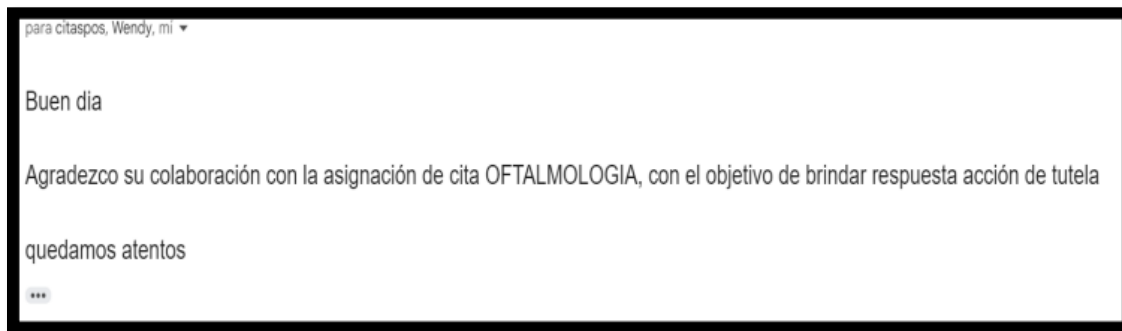 para citaspos, Wendy, mí
Buen dia
Agradezco su colaboración con la asignación de cita OFTALMOLOGIA, con el objetivo de brindar respuesta acción de tutela
quedamos atentos